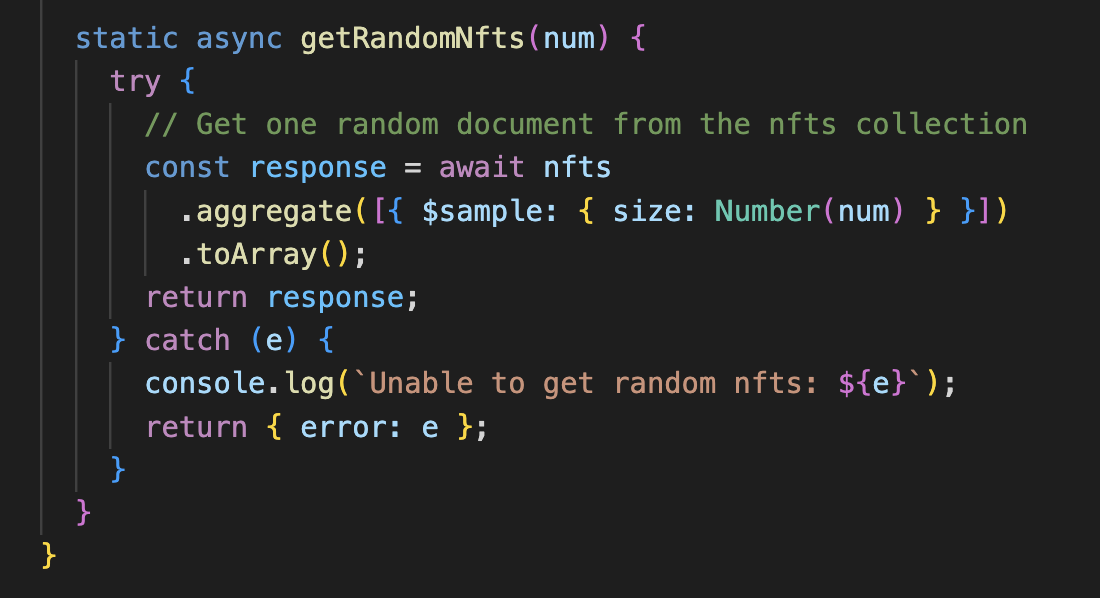 static async getRandomNfts(num) {
try {
// Get one random document from the nfts collection
const response = await nfts
.aggregate([{ $sample: { size: Number(num) } }])
.toArray();
return response;
} catch (e) {
console.log(`Unable to get random nfts: ${e}`);
return { error: e };
}
}
}